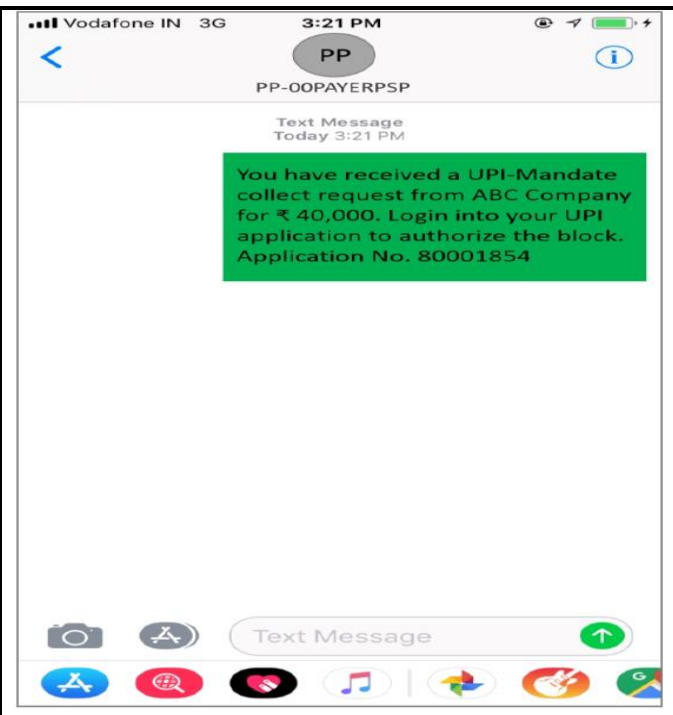 Vodafone IN 3G 3:21 PM
PP
PP-OOPAYERPSP
Text Message
Today 3:21 PM
You have received a UPI-Mandate
collect request from ABC Company
for ₹ 40,000. Login into your UPI
application to authorize the block.
Application No. 80001854
Text Message
G